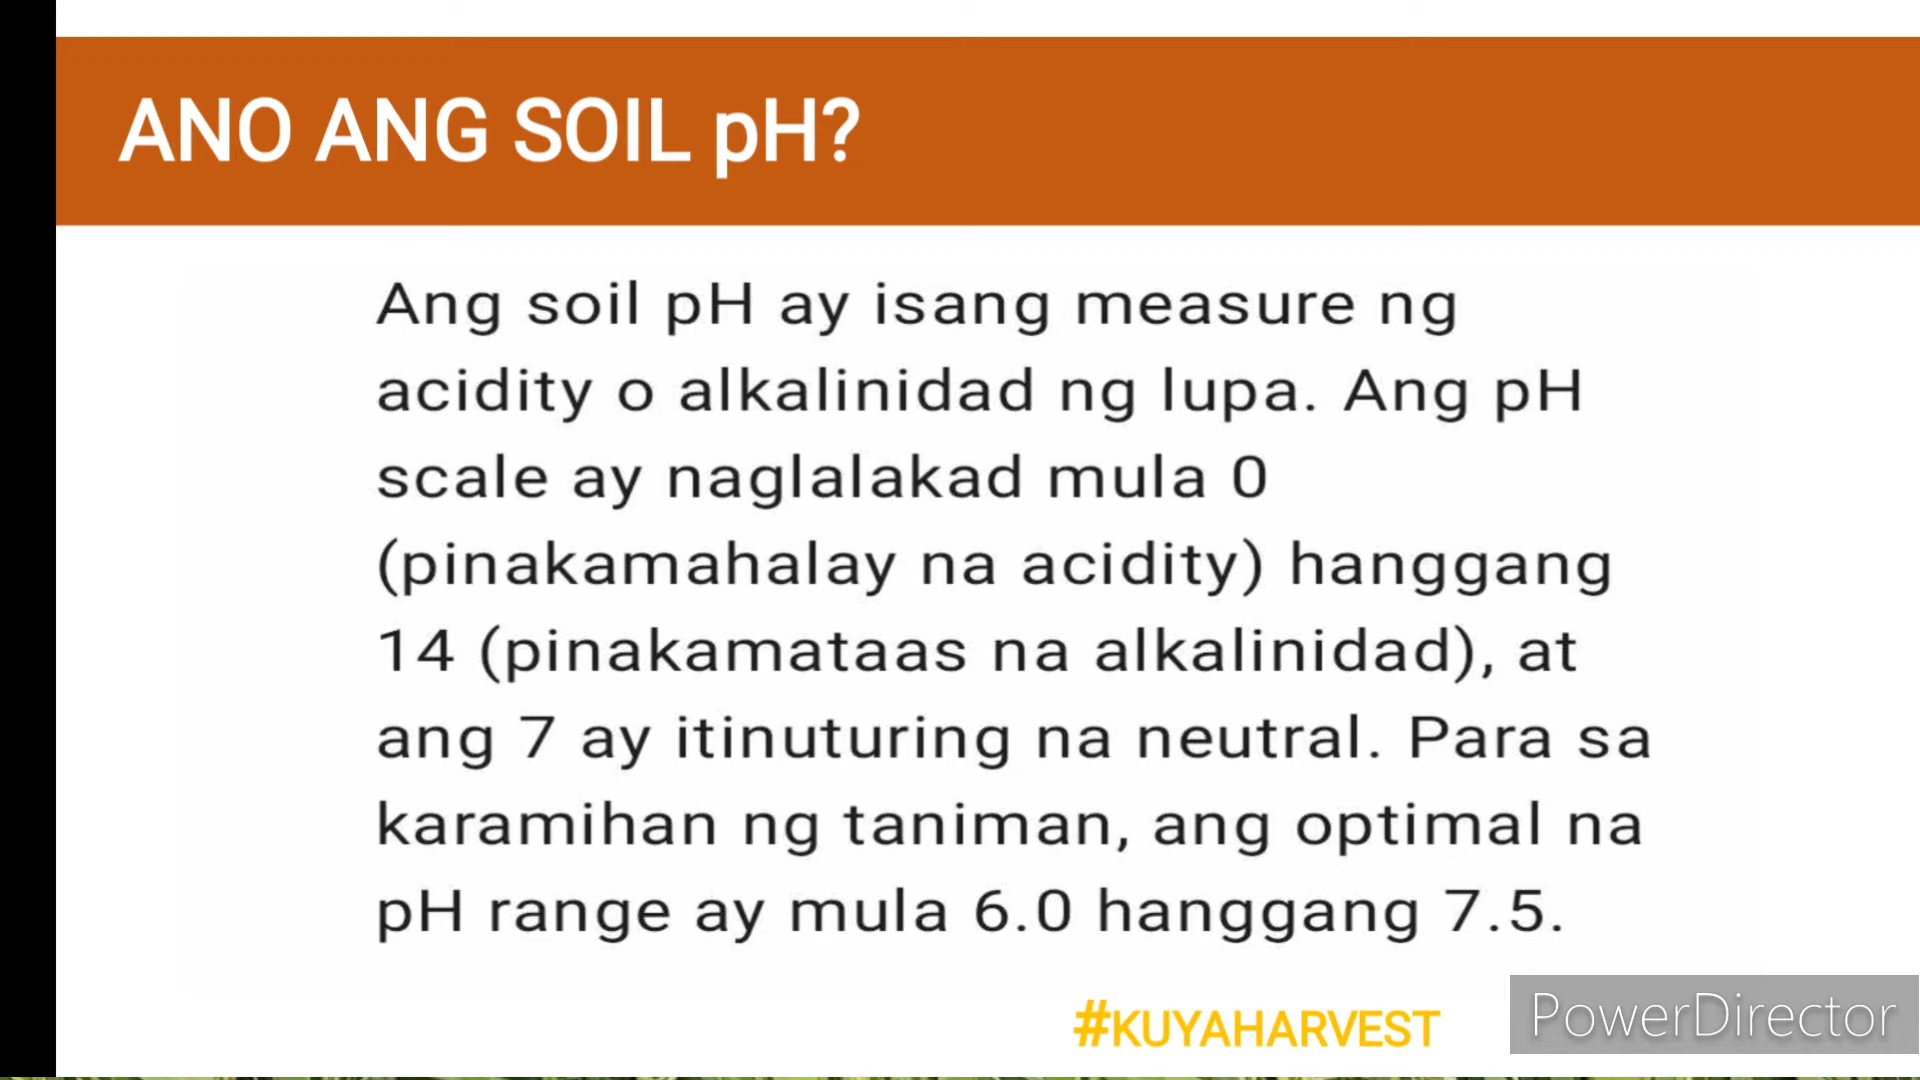 ANO ANG SOIL pH?
Ang soil pH ay isang measure ng
acidity o alkalinidad ng lupa. Ang pH
scale ay naglalakad mula 0
(pinakamahalay na acidity) hanggang
14 (pinakamataas na alkalinidad), at
ang 7 ay itinuturing na neutral. Para sa
karamihan ng taniman, ang optimal na
pH range ay mula 6.0 hanggang 7.5.
#KUYAHARVEST
PowerDirector